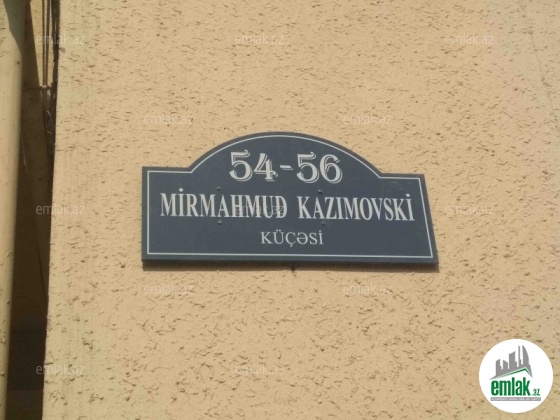 54-56
MİRMAHMUD KAZIMOVSKİ
KÜÇƏSİ
emlak.az